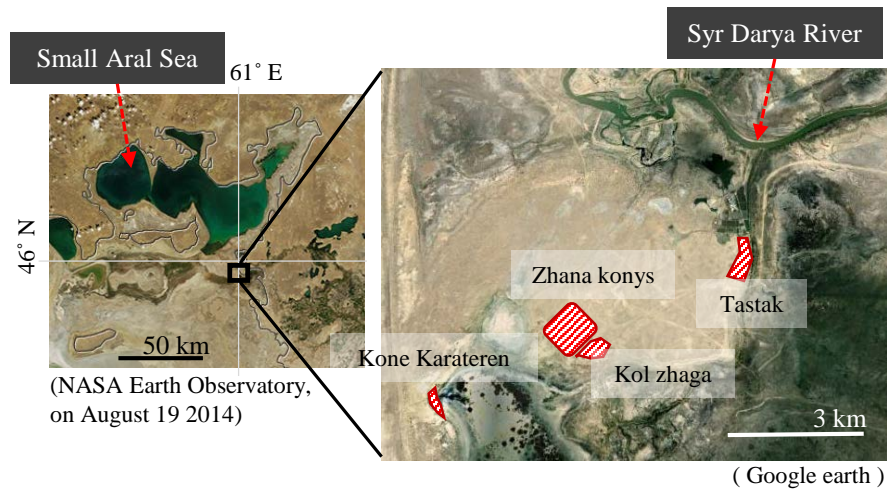 Small Aral Sea
Syr Darya River
61° E
46° N
Zhana konys
Tastak
Kone Karateren
Kol zhaga
50 km
3 km
(NASA Earth Observatory,
on August 19 2014)
( Google earth )